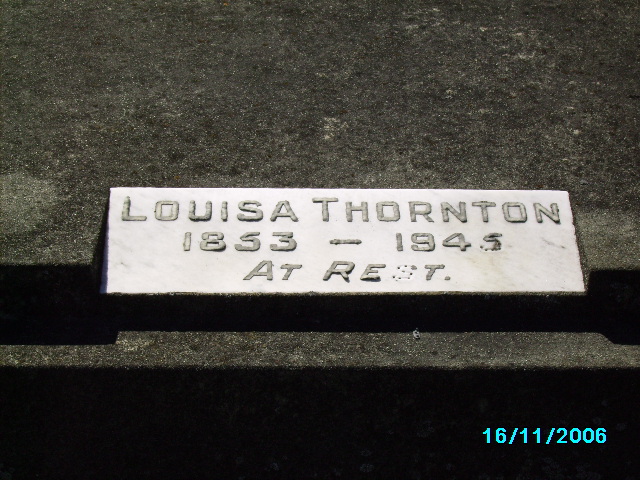 LOUISA THORNTON
1853 — 1945
AT REST.
16/11/2006